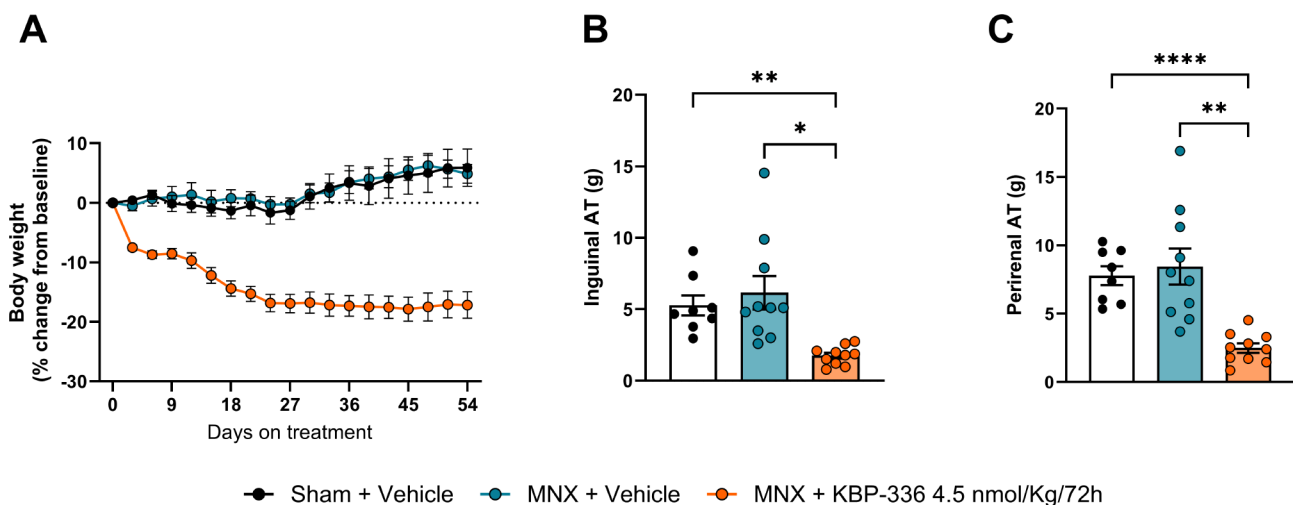 A
B
C
Body weight
(% change from baseline)
10
0
-10
-20
-30
0
9
18
27
36
45
54
Days on treatment
Inguinal AT (g)
20
15
10
5
0
**
*
Perirenal AT (g)
20
15
10
5
0
****
**
Sham + Vehicle
MNX + Vehicle
MNX + KBP-336 4.5 nmol/Kg/72h